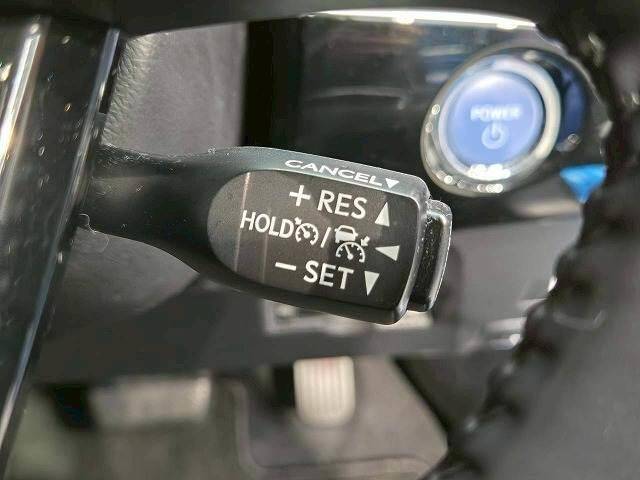 CANCEL▼
+ RES ▲
HOLD / ◀
− SET ▼
POWER